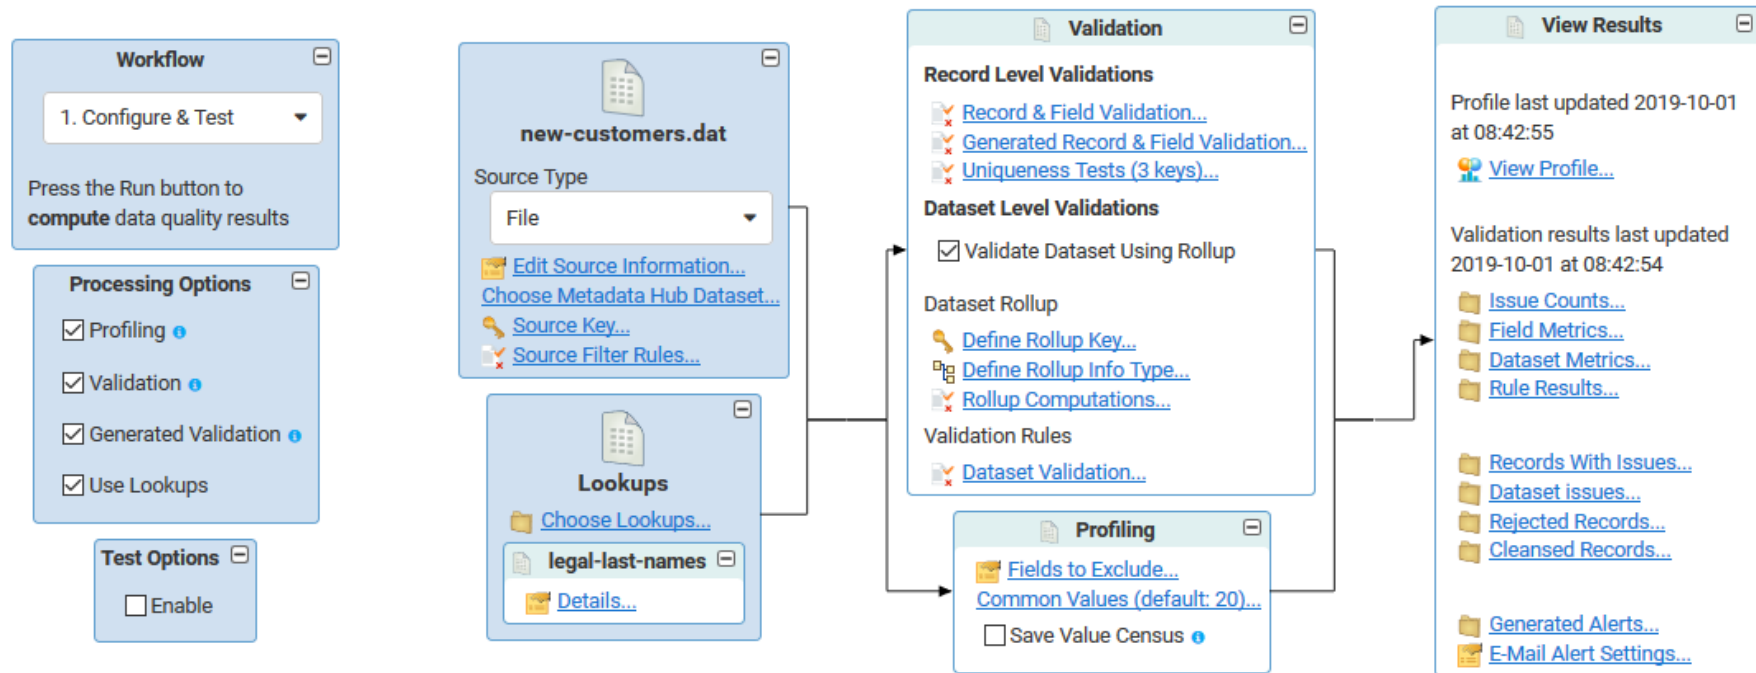 Workflow
1. Configure & Test
Press the Run button to
compute data quality results
Processing Options
Profiling
Validation
Generated Validation
Use Lookups
Test Options
Enable
new-customers.dat
Source Type
File
Edit Source Information...
Choose Metadata Hub Dataset...
Source Key...
Source Filter Rules...
Lookups
Choose Lookups...
legal-last-names
Details...
Validation
Record Level Validations
Record & Field Validation...
Generated Record & Field Validation...
Uniqueness Tests (3 keys)...
Dataset Level Validations
Validate Dataset Using Rollup
Dataset Rollup
Define Rollup Key...
Define Rollup Info Type...
Rollup Computations...
Validation Rules
Dataset Validation...
Profiling
Fields to Exclude...
Common Values (default: 20)...
Save Value Census
View Results
Profile last updated 2019-10-01
at 08:42:55
View Profile...
Validation results last updated
2019-10-01 at 08:42:54
Issue Counts...
Field Metrics...
Dataset Metrics...
Rule Results...
Records With Issues...
Dataset issues...
Rejected Records...
Cleansed Records...
Generated Alerts...
E-Mail Alert Settings...